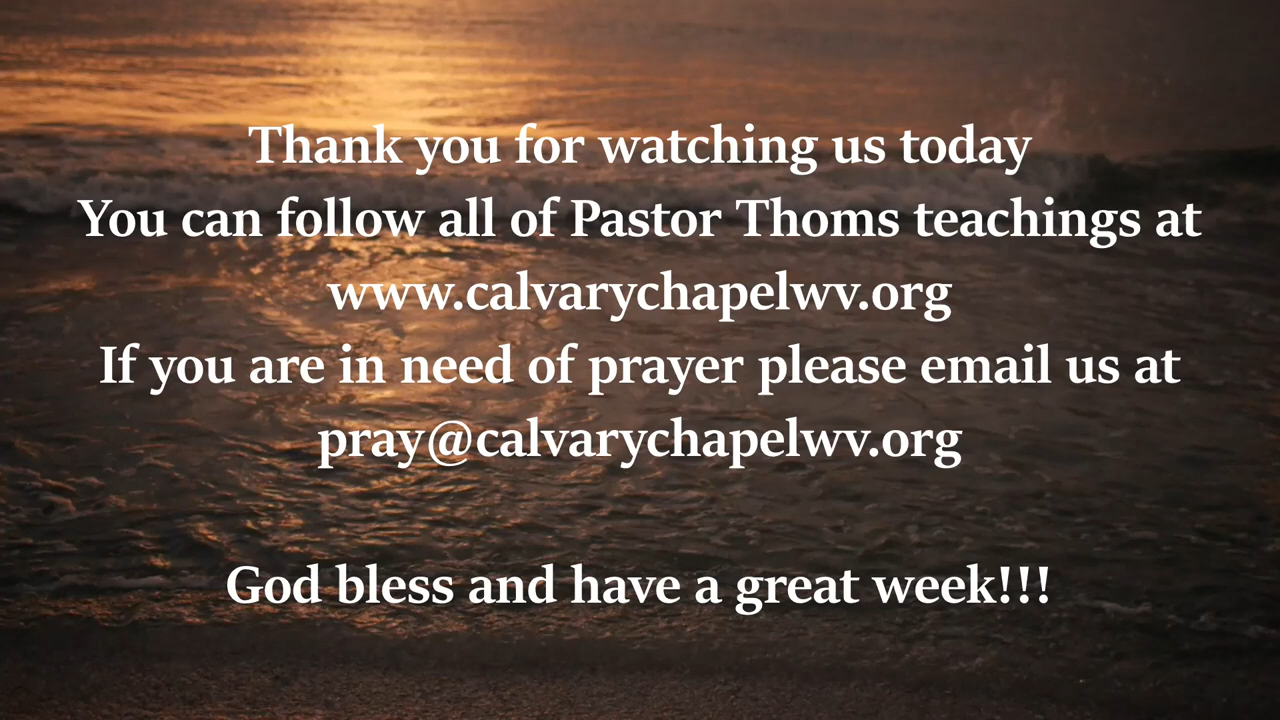 Thank you for watching us today
You can follow all of Pastor Thoms teachings at
www.calvarychapelwv.org
If you are in need of prayer please email us at
pray@calvarychapelwv.org
God bless and have a great week!!!